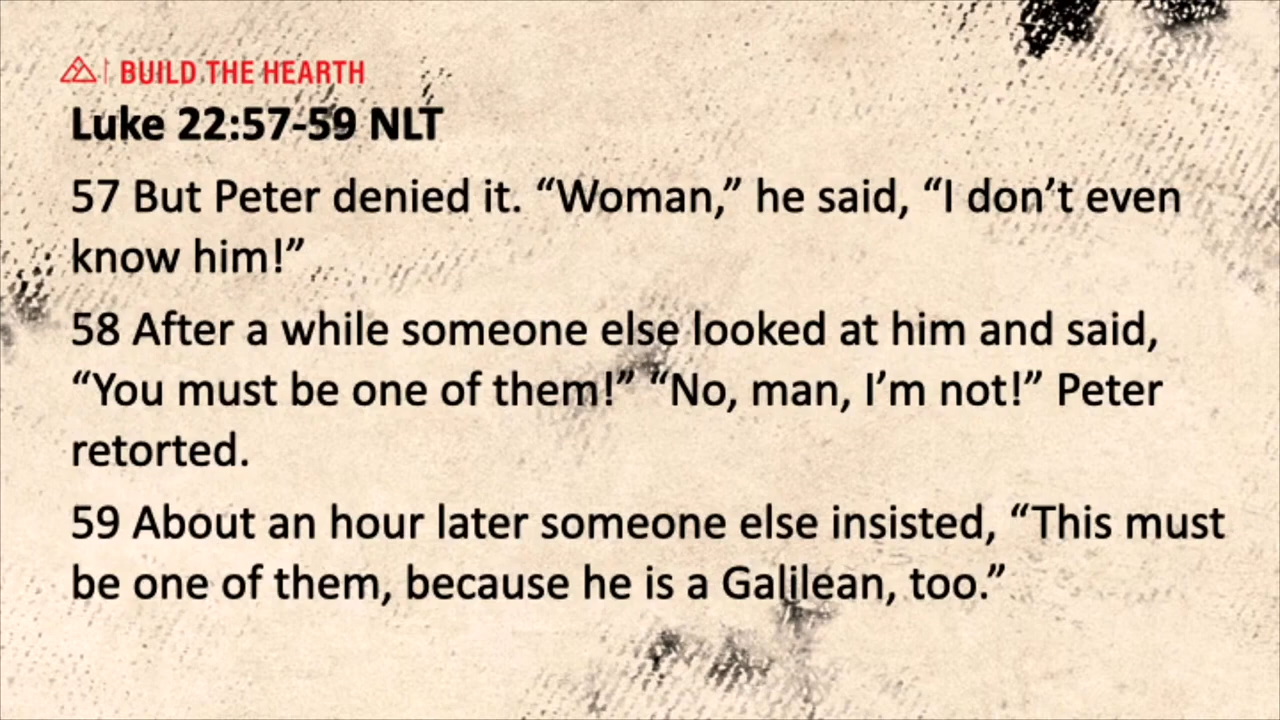 BUILD THE HEARTH
Luke 22:57-59 NLT
57 But Peter denied it. “Woman,” he said, “I don’t even
know him!”
58 After a while someone else looked at him and said,
“You must be one of them!” “No, man, I’m not!” Peter
retorted.
59 About an hour later someone else insisted, “This must
be one of them, because he is a Galilean, too.”